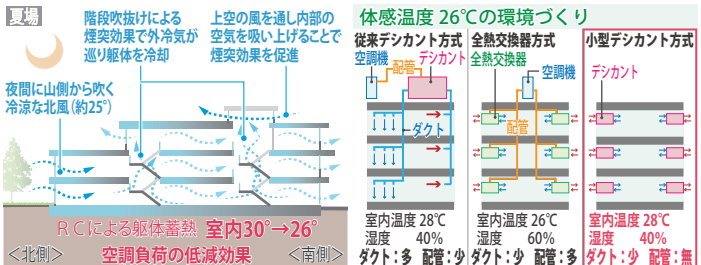 夏場
階段吹抜けによる
煙突効果で外冷気が
巡り躯体を冷却
上空の風を通し内部の
空気を吸い上げることで
煙突効果を促進
夜間に山側から吹く
冷涼な北風(約25°)
RCによる躯体蓄熱 室内30°→26°
<北側> 空調負荷の低減効果 <南側>
体感温度 26℃の環境づくり
従来デシカント方式
空調機
配管
デシカント
ダクト
室内温度 28℃
湿度 40%
ダクト:多 配管:少
全熱交換器方式
全熱交換器
空調機
配管
室内温度 26℃
湿度 60%
ダクト:少 配管:多
小型デシカント方式
デシカント
室内温度 28℃
湿度 40%
ダクト:少 配管:無